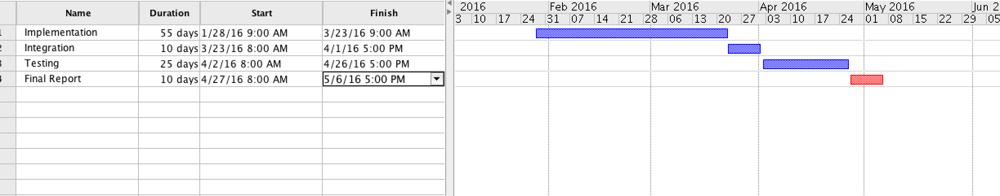 Name Duration Start Finish
1 Implementation 55 days 1/28/16 9:00 AM 3/23/16 9:00 AM
2 Integration 10 days 3/23/16 8:00 AM 4/1/16 5:00 PM
3 Testing 25 days 4/2/16 8:00 AM 4/26/16 5:00 PM
4 Final Report 10 days 4/27/16 8:00 AM 5/6/16 5:00 PM
2016 Feb 2016 Mar 2016 Apr 2016 May 2016 Jun 2
3 10 17 24 31 07 14 21 28 06 13 20 27 03 10 17 24 01 08 15 22 29 05